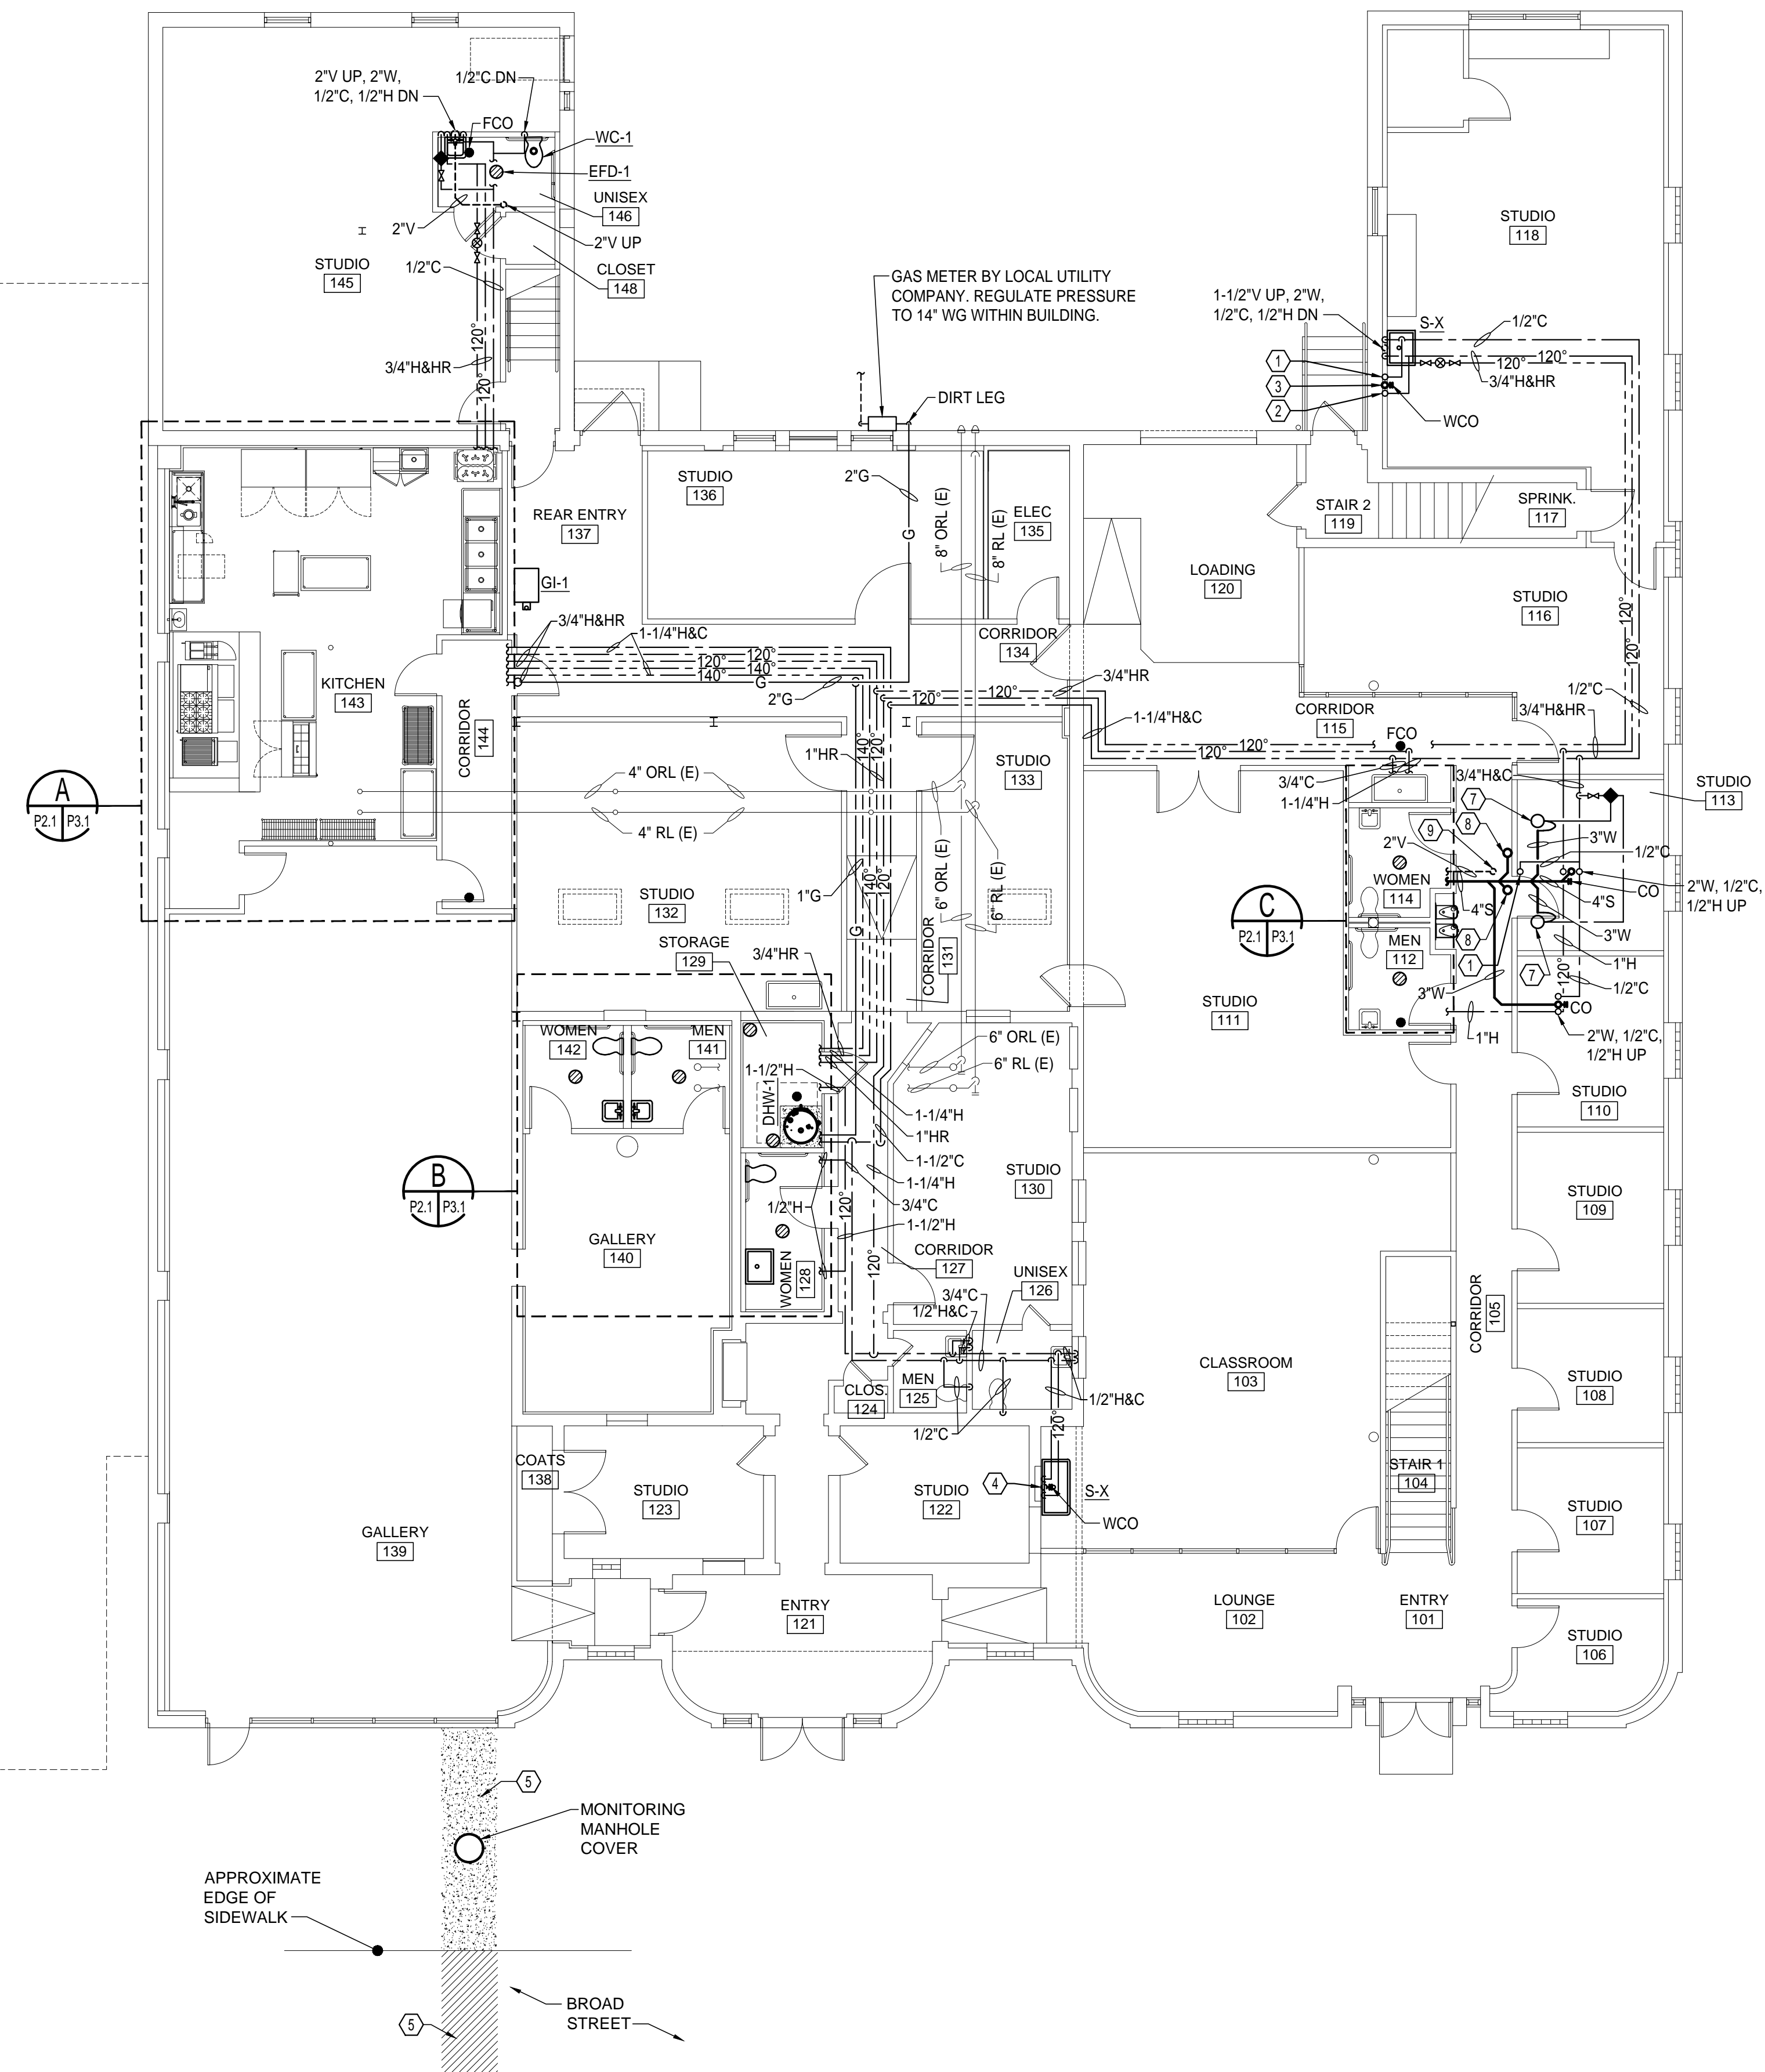 2"V UP, 2"W,
1/2"C, 1/2"H DN
1/2"C DN
FCO
WC-1
EFD-1
UNISEX
146
2"V
2"V UP
STUDIO
145
1/2"C
CLOSET
148
120°
120°
3/4"H&HR
GAS METER BY LOCAL UTILITY
COMPANY. REGULATE PRESSURE
TO 14" WG WITHIN BUILDING.
DIRT LEG
STUDIO
118
1-1/2"V UP, 2"W,
1/2"C, 1/2"H DN
S-X
1/2"C
120°
120°
3/4"H&HR
1
3
2
WCO
STUDIO
136
2"G
G
8" ORL (E)
8" RL (E)
ELEC
135
REAR ENTRY
137
STAIR 2
119
SPRINK.
117
LOADING
120
STUDIO
116
120°
120°
GI-1
3/4"H&HR
1-1/4"H&C
120°
120°
140°
140°
G
2"G
CORRIDOR
134
3/4"HR
120°
120°
1-1/4"H&C
KITCHEN
143
CORRIDOR
144
CORRIDOR
115
1/2"C
3/4"H&HR
FCO
120°
120°
A
P2.1
P3.1
1"HR
140°
140°
120°
120°
STUDIO
133
4" ORL (E)
4" RL (E)
3/4"C
1-1/4"H
3/4"H&C
STUDIO
113
7
8
9
2"V
3"W
1/2"C
WOMEN
114
4"S
4"S
CO
2"W, 1/2"C,
1/2"H UP
8
1
7
3"W
1"H
1/2"C
120°
MEN
112
3"W
CO
1"H
2"W, 1/2"C,
1/2"H UP
C
P2.1
P3.1
6" ORL (E)
6" RL (E)
1"G
G
140°
140°
120°
120°
STUDIO
132
STORAGE
129
3/4"HR
CORRIDOR
131
STUDIO
111
WOMEN
142
MEN
141
1-1/2"H
DHW-1
6" ORL (E)
6" RL (E)
1-1/4"H
1"HR
1-1/2"C
1-1/4"H
3/4"C
1-1/2"H
1/2"H
120°
120°
STUDIO
110
STUDIO
130
STUDIO
109
B
P2.1
P3.1
GALLERY
140
WOMEN
128
CORRIDOR
127
UNISEX
126
3/4"C
1/2"H&C
CORRIDOR
105
CLASSROOM
103
STUDIO
108
CLOS.
124
MEN
125
1/2"H&C
1/2"C
120°
COATS
138
STUDIO
123
STUDIO
122
4
S-X
WCO
STAIR 1
104
STUDIO
107
GALLERY
139
ENTRY
121
LOUNGE
102
ENTRY
101
STUDIO
106
5
MONITORING
MANHOLE
COVER
APPROXIMATE
EDGE OF
SIDEWALK
BROAD
STREET
5